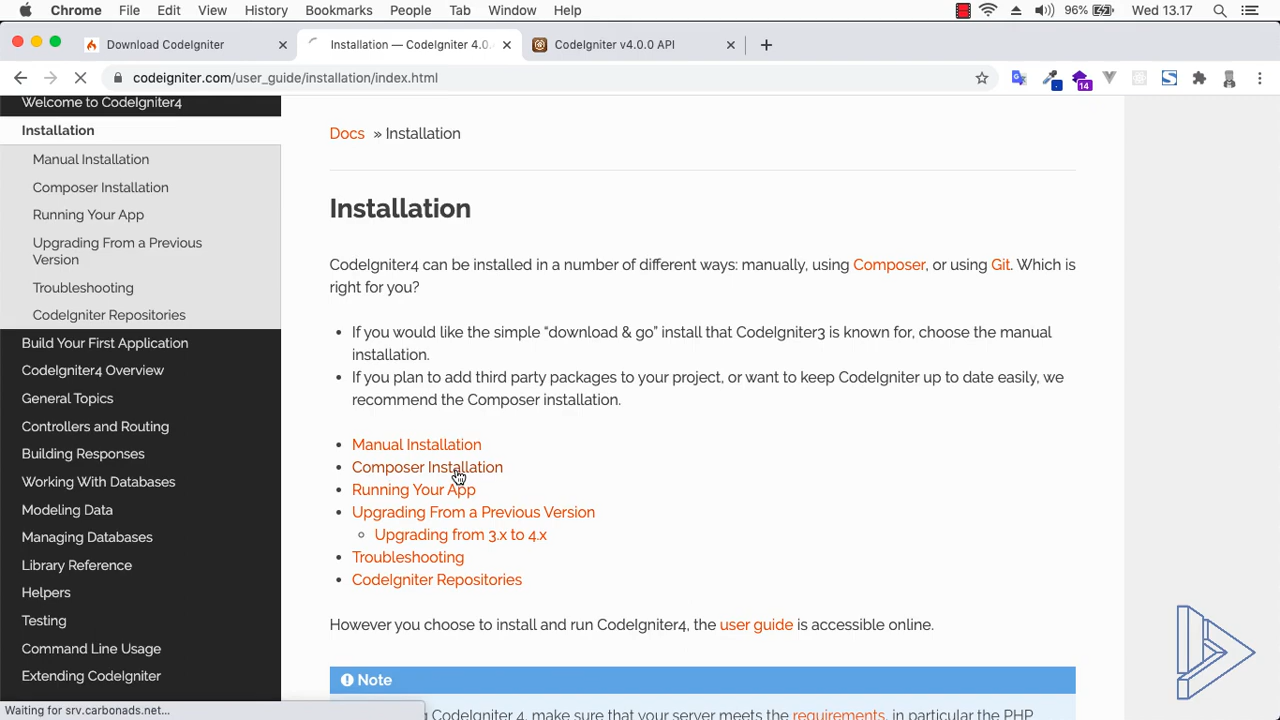 Chrome File Edit View History Bookmarks People Tab Window Help 96% Wed 13.17
Download CodeIgniter Installation — CodeIgniter 4.0. CodeIgniter v4.0.0 API
codeigniter.com/user_guide/installation/index.html 14
Welcome to CodeIgniter4
Installation
Manual Installation
Composer Installation
Running Your App
Upgrading From a Previous
Version
Troubleshooting
CodeIgniter Repositories
Build Your First Application
CodeIgniter4 Overview
General Topics
Controllers and Routing
Building Responses
Working With Databases
Modeling Data
Managing Databases
Library Reference
Helpers
Testing
Command Line Usage
Extending CodeIgniter
Docs » Installation
Installation
CodeIgniter4 can be installed in a number of different ways: manually, using Composer, or using Git. Which is
right for you?
• If you would like the simple “download & go” install that CodeIgniter3 is known for, choose the manual
installation.
• If you plan to add third party packages to your project, or want to keep CodeIgniter up to date easily, we
recommend the Composer installation.
• Manual Installation
• Composer Installation
• Running Your App
• Upgrading From a Previous Version
Upgrading from 3.x to 4.x
• Troubleshooting
• CodeIgniter Repositories
However you choose to install and run CodeIgniter4, the user guide is accessible online.
Note
CodeIgniter 4, make sure that your server meets the requirements, in particular the PHP
Waiting for srv.carbonads.net...